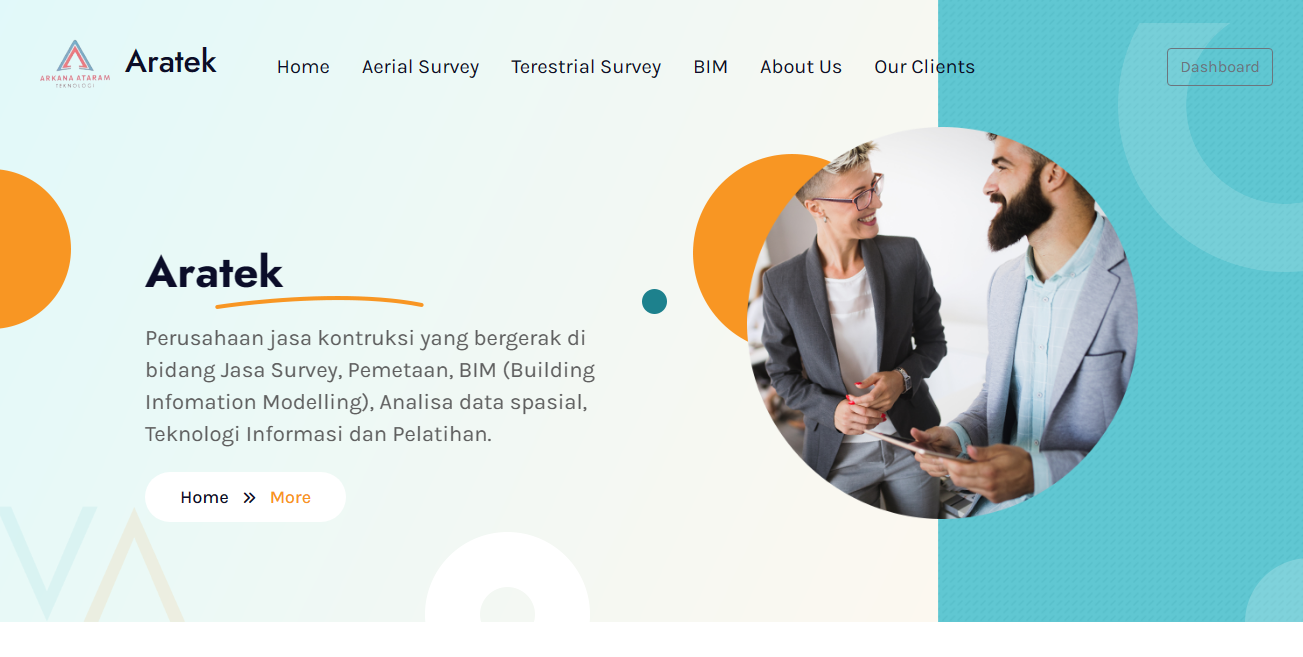 ARKANA ATARAM
TEKNOLOGI
Aratek
Home
Aerial Survey
Terestrial Survey
BIM
About Us
Our Clients
Dashboard
Aratek
Perusahaan jasa kontruksi yang bergerak di
bidang Jasa Survey, Pemetaan, BIM (Building
Infomation Modelling), Analisa data spasial,
Teknologi Informasi dan Pelatihan.
Home » More